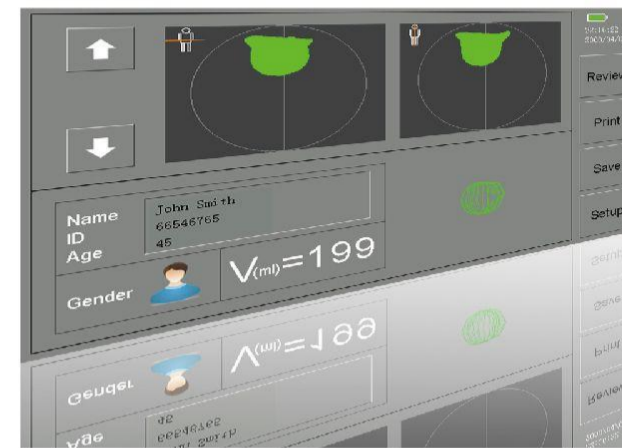 Review
Print
Save
Setup
Name
ID
Age
John Smith
66546765
45
Gender
V(ml)=199